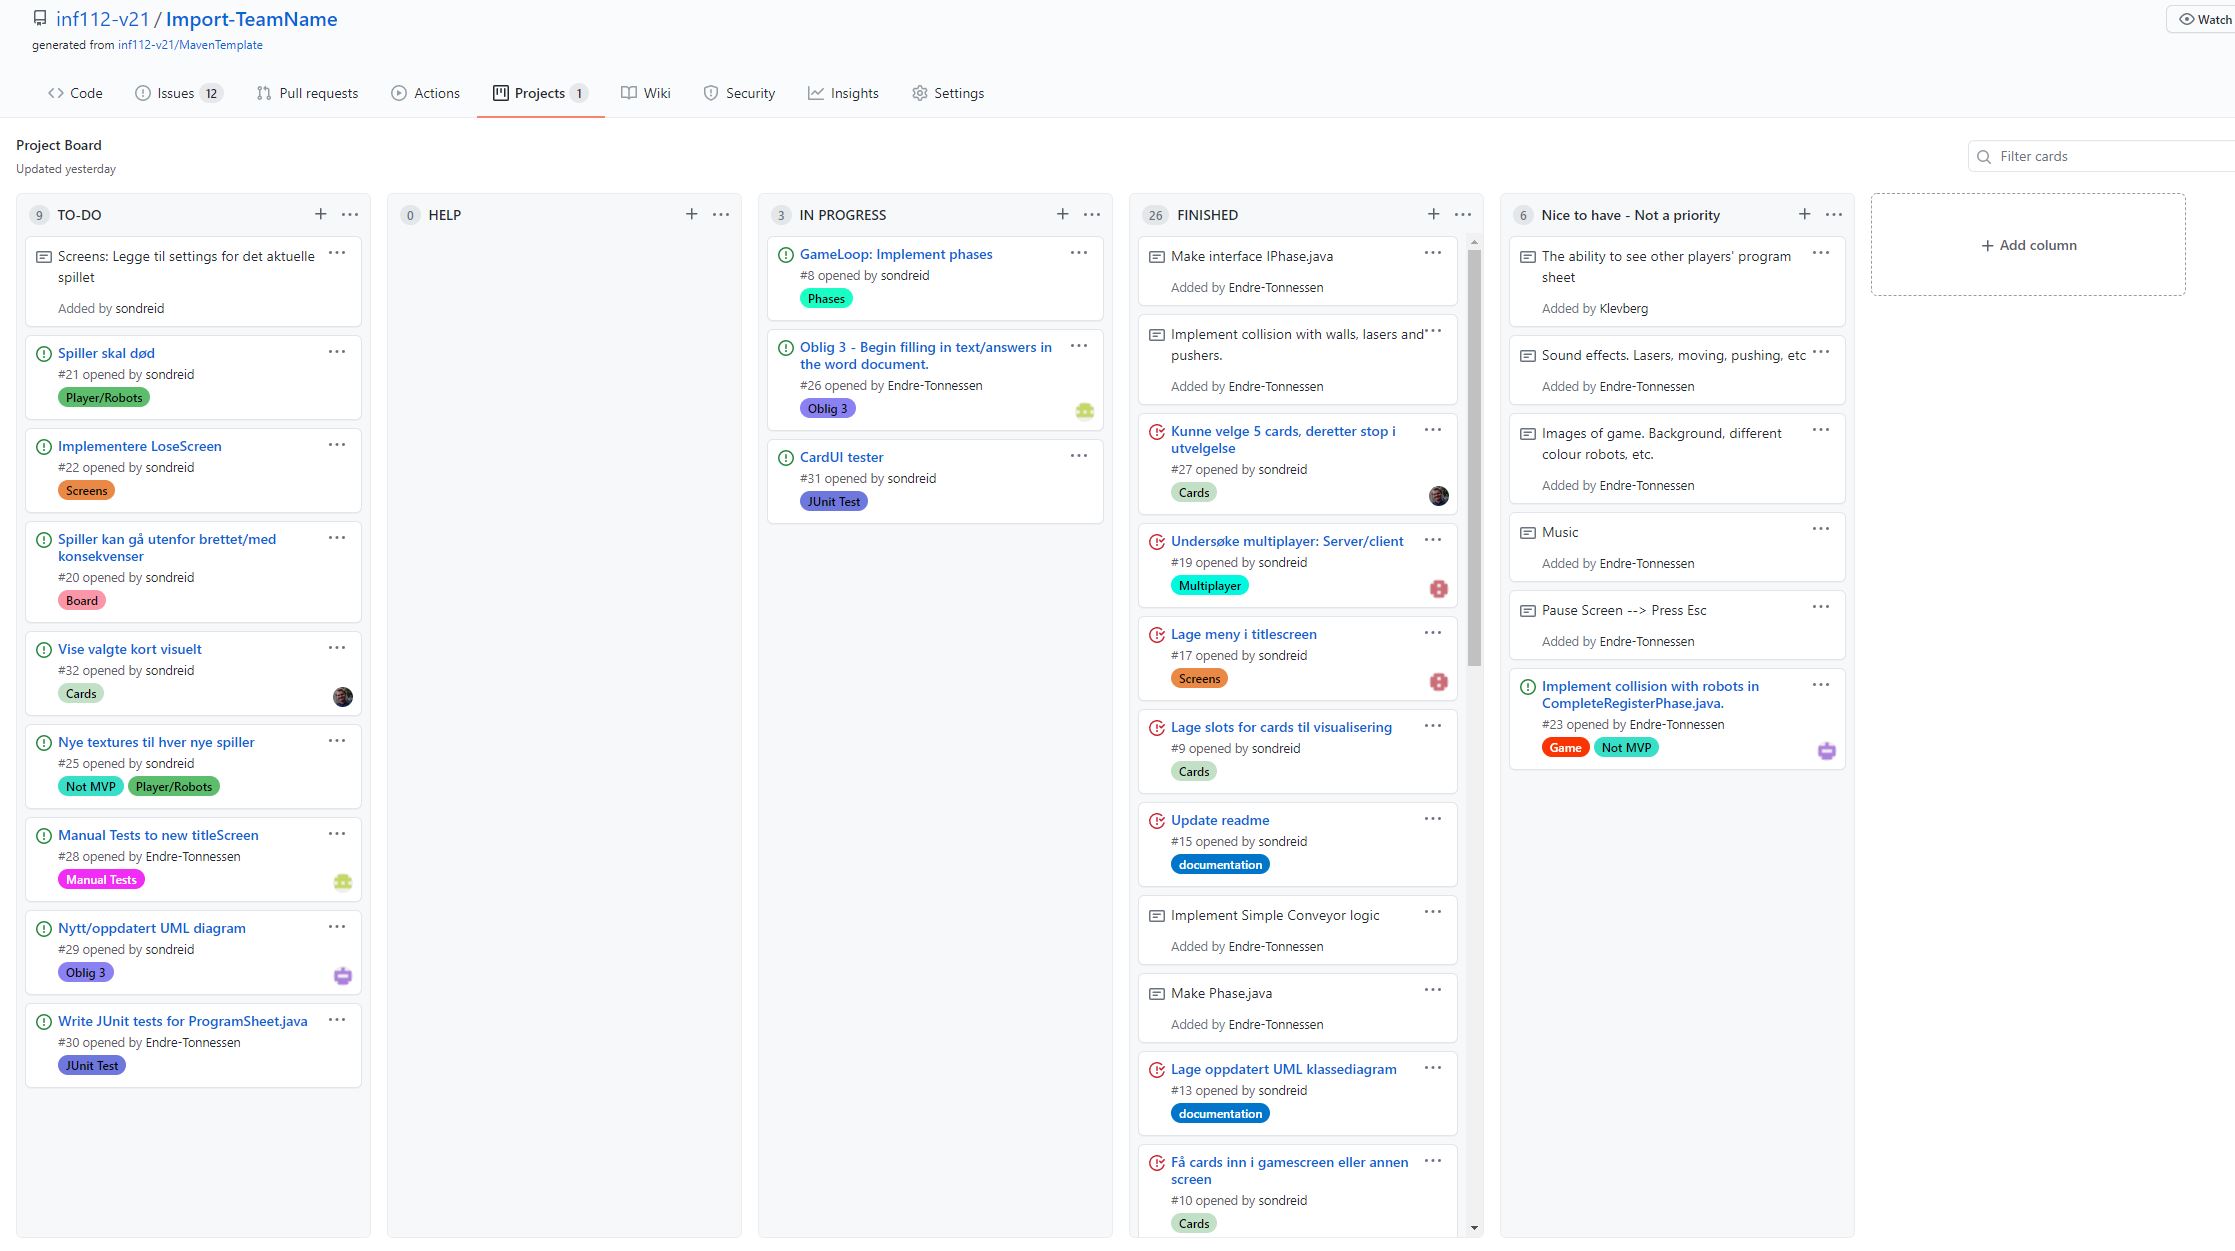 inf112-v21 / Import-TeamName
Watch
generated from inf112-v21/MavenTemplate
Code
Issues 12
Pull requests
Actions
Projects 1
Wiki
Security
Insights
Settings
Project Board
Updated yesterday
Filter cards
9 TO-DO
Screens: Legge til settings for det aktuelle
spillet
Added by sondreid
Spiller skal død
#21 opened by sondreid
Player/Robots
Implementere LoseScreen
#22 opened by sondreid
Screens
Spiller kan gå utenfor brettet/med
konsekvenser
#20 opened by sondreid
Board
Vise valgte kort visuelt
#32 opened by sondreid
Cards
Nye textures til hver nye spiller
#25 opened by sondreid
Not MVP Player/Robots
Manual Tests to new titleScreen
#28 opened by Endre-Tonnessen
Manual Tests
Nytt/oppdatert UML diagram
#29 opened by sondreid
Oblig 3
Write JUnit tests for ProgramSheet.java
#30 opened by Endre-Tonnessen
JUnit Test
0 HELP
3 IN PROGRESS
GameLoop: Implement phases
#8 opened by sondreid
Phases
Oblig 3 - Begin filling in text/answers in
the word document.
#26 opened by Endre-Tonnessen
Oblig 3
CardUI tester
#31 opened by sondreid
JUnit Test
26 FINISHED
Make interface IPhase.java
Added by Endre-Tonnessen
Implement collision with walls, lasers and
pushers.
Added by Endre-Tonnessen
Kunne velge 5 cards, deretter stop i
utvelgelse
#27 opened by sondreid
Cards
Undersøke multiplayer: Server/client
#19 opened by sondreid
Multiplayer
Lage meny i titlescreen
#17 opened by sondreid
Screens
Lage slots for cards til visualisering
#9 opened by sondreid
Cards
Update readme
#15 opened by sondreid
documentation
Implement Simple Conveyor logic
Added by Endre-Tonnessen
Make Phase.java
Added by Endre-Tonnessen
Lage oppdatert UML klassediagram
#13 opened by sondreid
documentation
Få cards inn i gamescreen eller annen
screen
#10 opened by sondreid
Cards
6 Nice to have - Not a priority
The ability to see other players' program
sheet
Added by Klevberg
Sound effects. Lasers, moving, pushing, etc
Added by Endre-Tonnessen
Images of game. Background, different
colour robots, etc.
Added by Endre-Tonnessen
Music
Added by Endre-Tonnessen
Pause Screen --> Press Esc
Added by Endre-Tonnessen
Implement collision with robots in
CompleteRegisterPhase.java.
#23 opened by Endre-Tonnessen
Game Not MVP
+ Add column